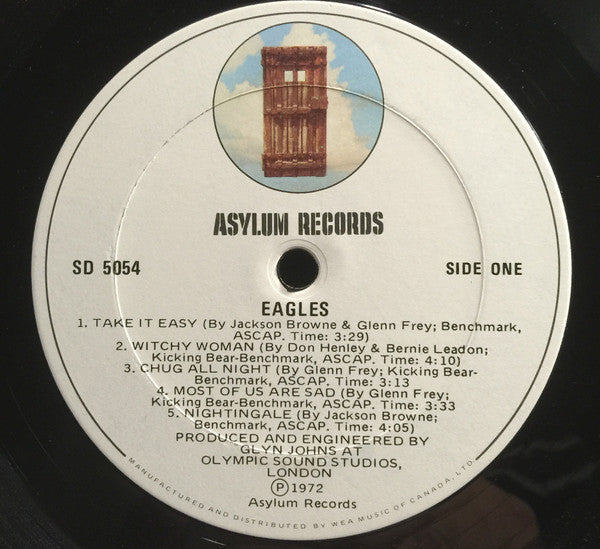 ASYLUM RECORDS
SD 5054
SIDE ONE
EAGLES
1. TAKE IT EASY (By Jackson Browne & Glenn Frey; Benchmark,
ASCAP. Time: 3:29)
2. WITCHY WOMAN (By Don Henley & Bernie Leadon;
Kicking Bear-Benchmark, ASCAP. Time: 4:10)
3. CHUG ALL NIGHT (By Glenn Frey; Kicking Bear-
Benchmark, ASCAP. Time: 3:13
4. MOST OF US ARE SAD (By Glenn Frey;
Kicking Bear-Benchmark, ASCAP. Time: 3:33
5. NIGHTINGALE (By Jackson Browne;
Benchmark, ASCAP. Time: 4:05)
PRODUCED AND ENGINEERED BY
GLYN JOHNS AT
OLYMPIC SOUND STUDIOS,
LONDON
Ⓟ 1972
Asylum Records
MANUFACTURED AND DISTRIBUTED BY WEA MUSIC OF CANADA, LTD.